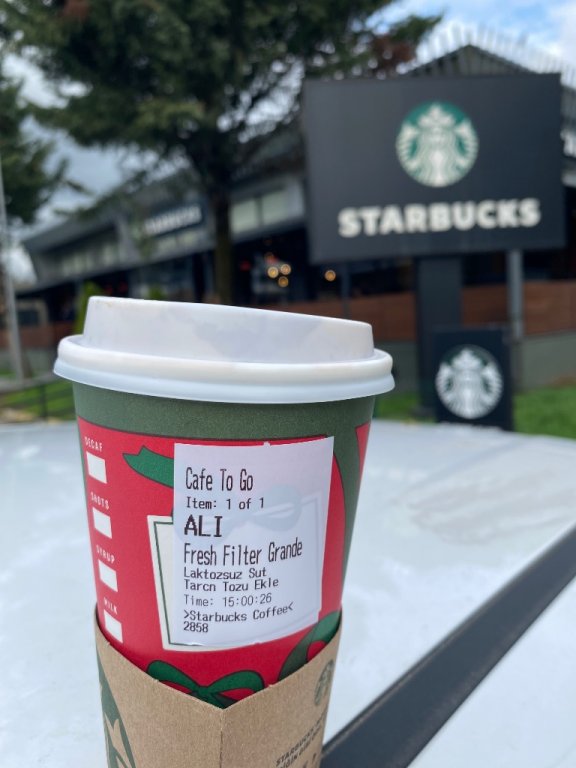 STARBUCKS
DECAF
SHOTS
SYRUP
MILK
Cafe To Go
Item: 1 of 1
ALI
Fresh Filter Grande
Laktozsuz Sut
Tarcn Tozu Ekle
Time: 15:00:26
>Starbucks Coffee<
2858
STARBUCKS